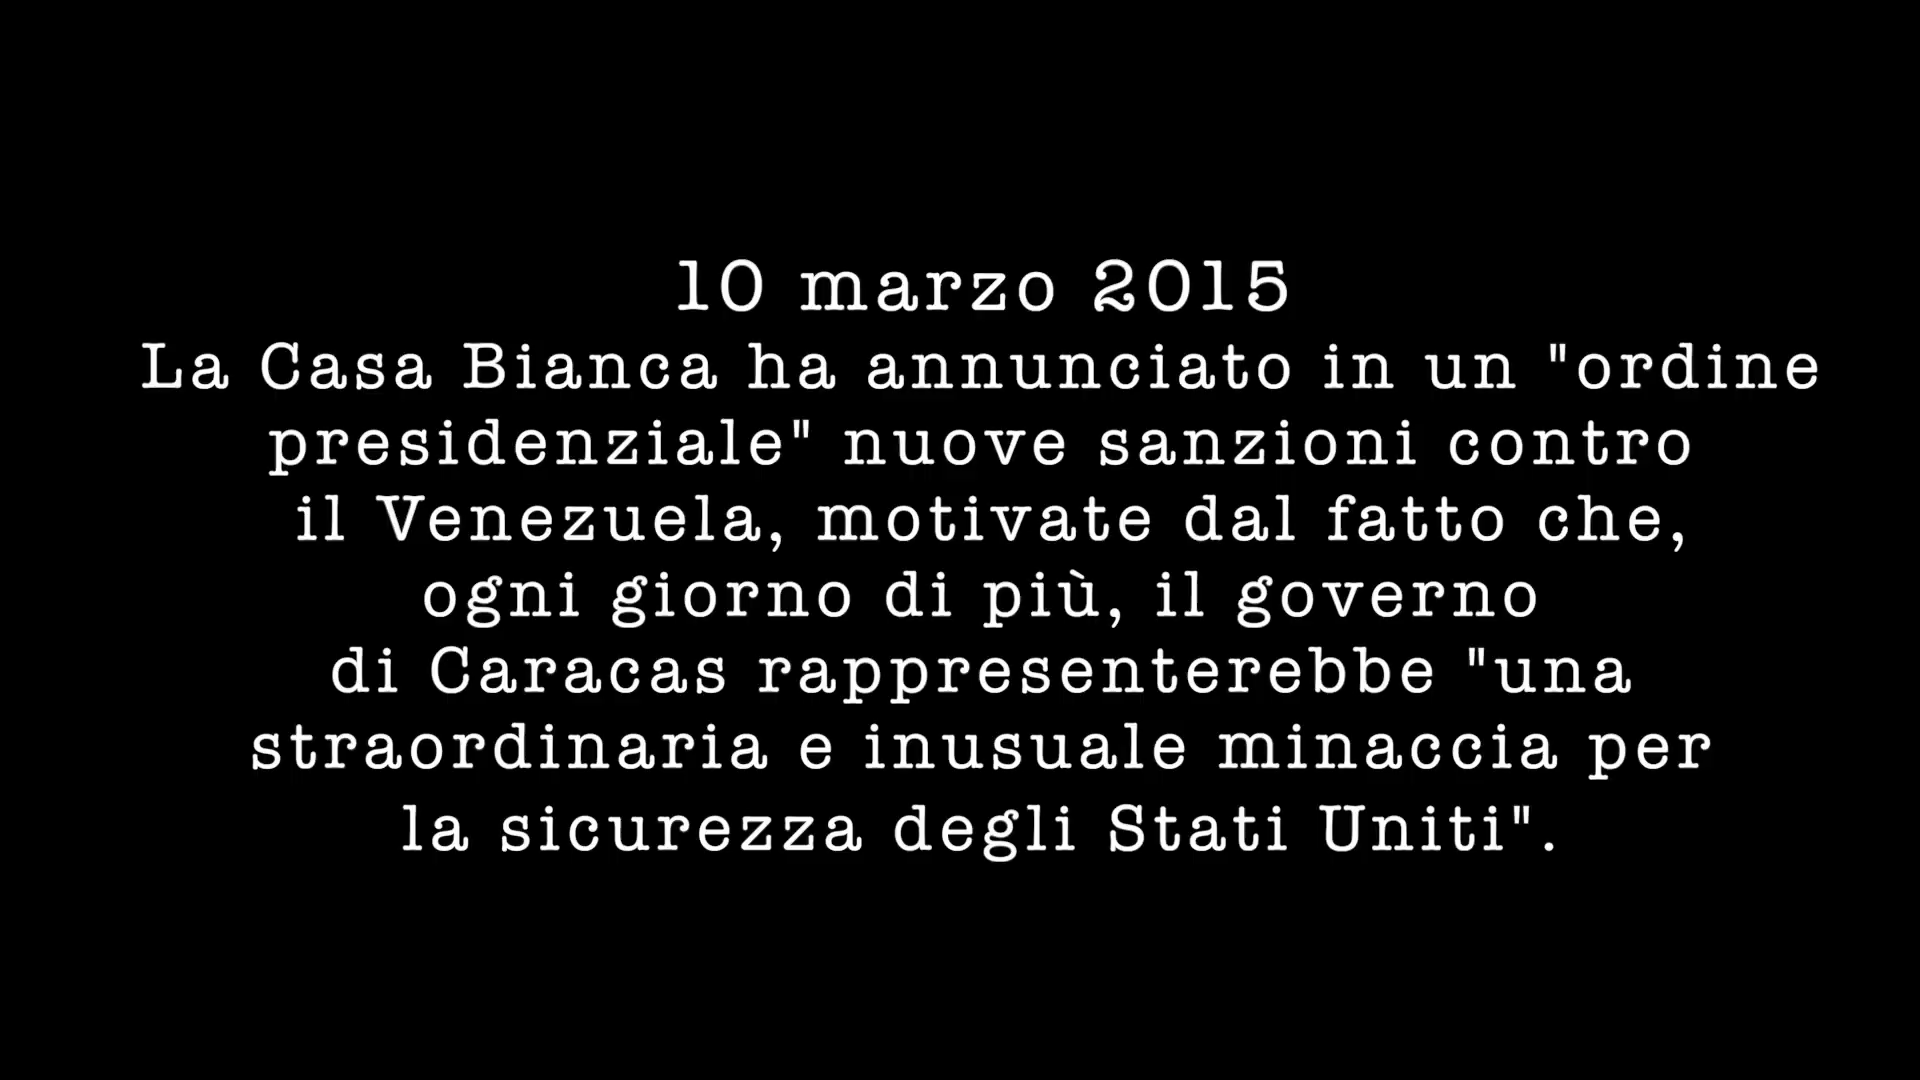 10 marzo 2015
La Casa Bianca ha annunciato in un "ordine
presidenziale" nuove sanzioni contro
il Venezuela, motivate dal fatto che,
ogni giorno di più, il governo
di Caracas rappresenterebbe "una
straordinaria e inusuale minaccia per
la sicurezza degli Stati Uniti".